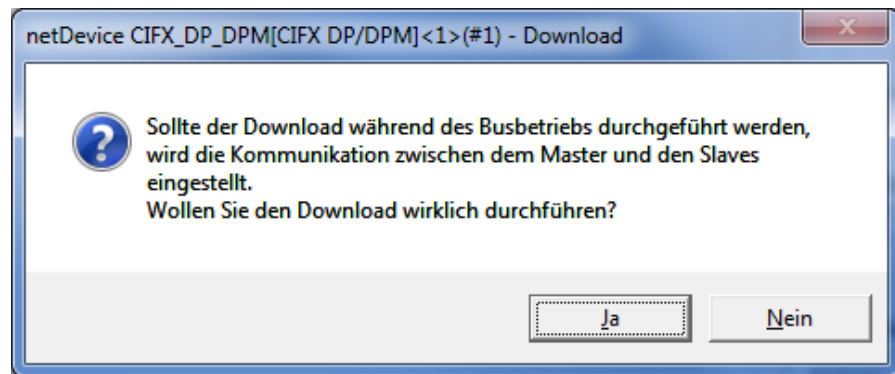 netDevice CIFX_DP_DPM[CIFX DP/DPM]<1>(#1) - Download
Sollte der Download während des Busbetriebs durchgeführt werden,
wird die Kommunikation zwischen dem Master und den Slaves
eingestellt.
Wollen Sie den Download wirklich durchführen?
Ja
Nein